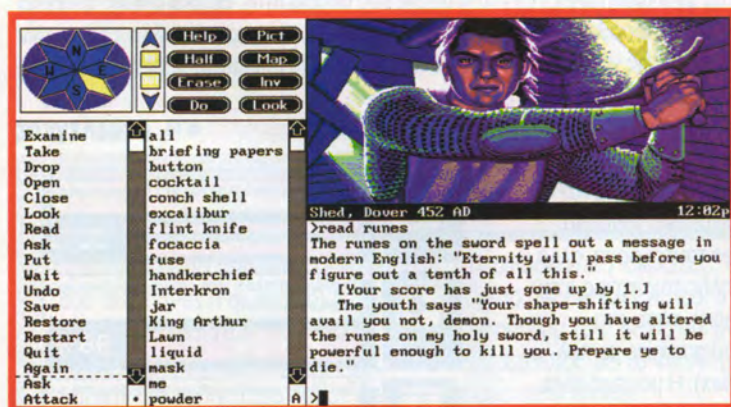 N
W E
S
Help Pict
Half Map
Erase Inv
Do Look
Examine
Take
Drop
Open
Close
Look
Read
Ask
Put
Wait
Undo
Save
Restore
Restart
Quit
Again
Ask
Attack
all
briefing papers
button
cocktail
conch shell
excalibur
flint knife
focaccia
fuse
handkerchief
Interkron
jar
King Arthur
Lawn
liquid
mask
me
powder
A
Shed, Dover 452 AD 12:02p
>read runes
The runes on the sword spell out a message in
modern English: "Eternity will pass before you
figure out a tenth of all this."
[Your score has just gone up by 1.]
The youth says "Your shape-shifting will
avail you not, demon. Though you have altered
the runes on my holy sword, still it will be
powerful enough to kill you. Prepare ye to
die."
>